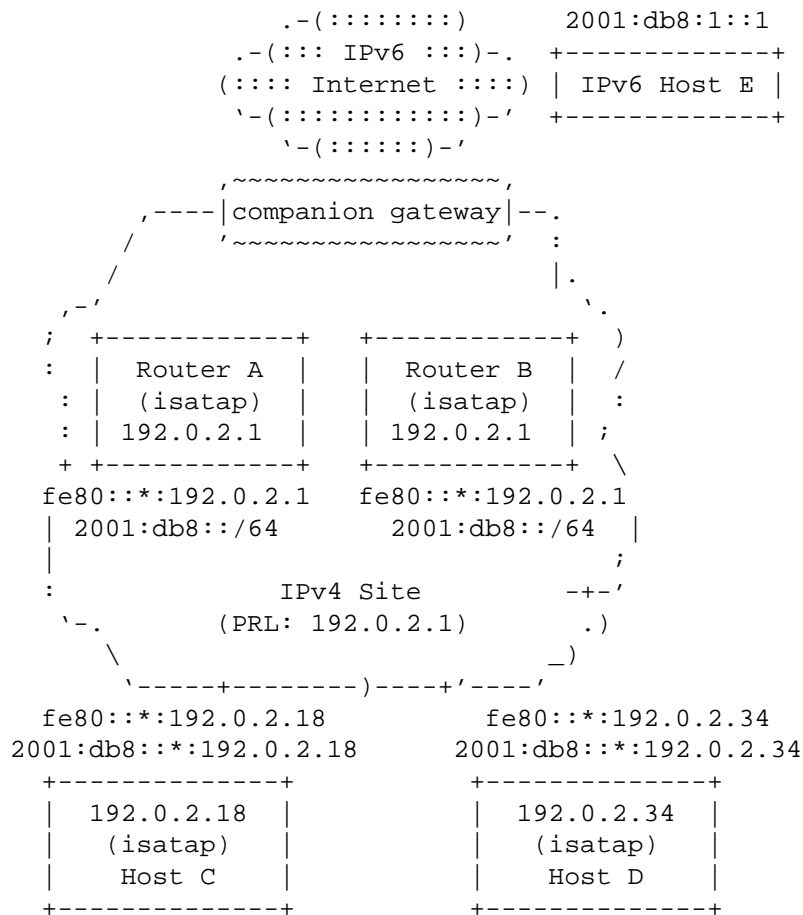 .-(::::::::)        2001:db8:1::1
.-(::: IPv6 :::)-.  +-------------+
(:::: Internet ::::) | IPv6 Host E |
‘-(::::::::::::)-’  +-------------+
‘-(::::::)-’
,~~~~~~~~~~~~~~~~~,
,----|companion gateway|--.
/     ’~~~~~~~~~~~~~~~~~’  :
/                           |.
,-’                              ‘.
;  +------------+   +------------+  )
:  |  Router A  |   |  Router B  |  /
:  |  (isatap)  |   |  (isatap)  |  :
:  | 192.0.2.1  |   | 192.0.2.1  |  ;
+  +------------+   +------------+  \
fe80::*:192.0.2.1   fe80::*:192.0.2.1
|  2001:db8::/64       2001:db8::/64  |
|                                    ;
:              IPv4 Site         -+-’
‘-.       (PRL: 192.0.2.1)       .)
\                           _)
‘-----+--------)----+’----’
fe80::*:192.0.2.18          fe80::*:192.0.2.34
2001:db8::*:192.0.2.18      2001:db8::*:192.0.2.34
+--------------+            +--------------+
|  192.0.2.18  |            |  192.0.2.34  |
|   (isatap)   |            |   (isatap)   |
|    Host C    |            |    Host D    |
+--------------+            +--------------+